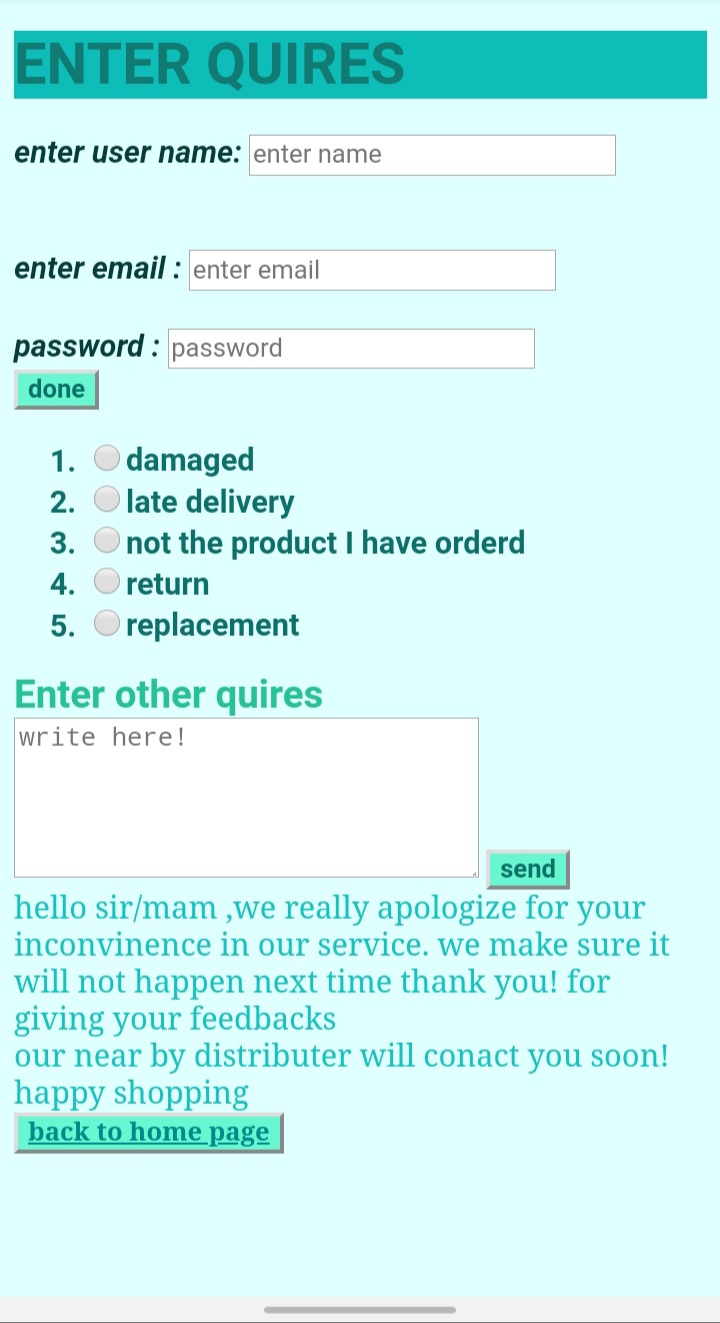 ENTER QUIRES
enter user name: enter name
enter email : enter email
password : password
done
1. damaged
2. late delivery
3. not the product I have orderd
4. return
5. replacement
Enter other quires
write here!
send
hello sir/mam ,we really apologize for your
inconvinence in our service. we make sure it
will not happen next time thank you! for
giving your feedbacks
our near by distributer will conact you soon!
happy shopping
back to home page